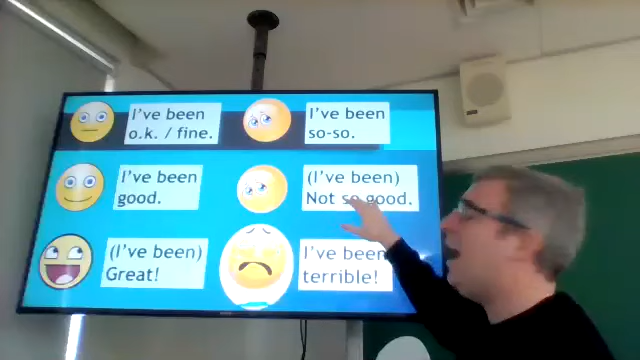 I've been
o.k. / fine.
I've been
so-so.
I've been
good.
(I've been)
Not so good.
(I've been)
Great!
I've been
terrible!